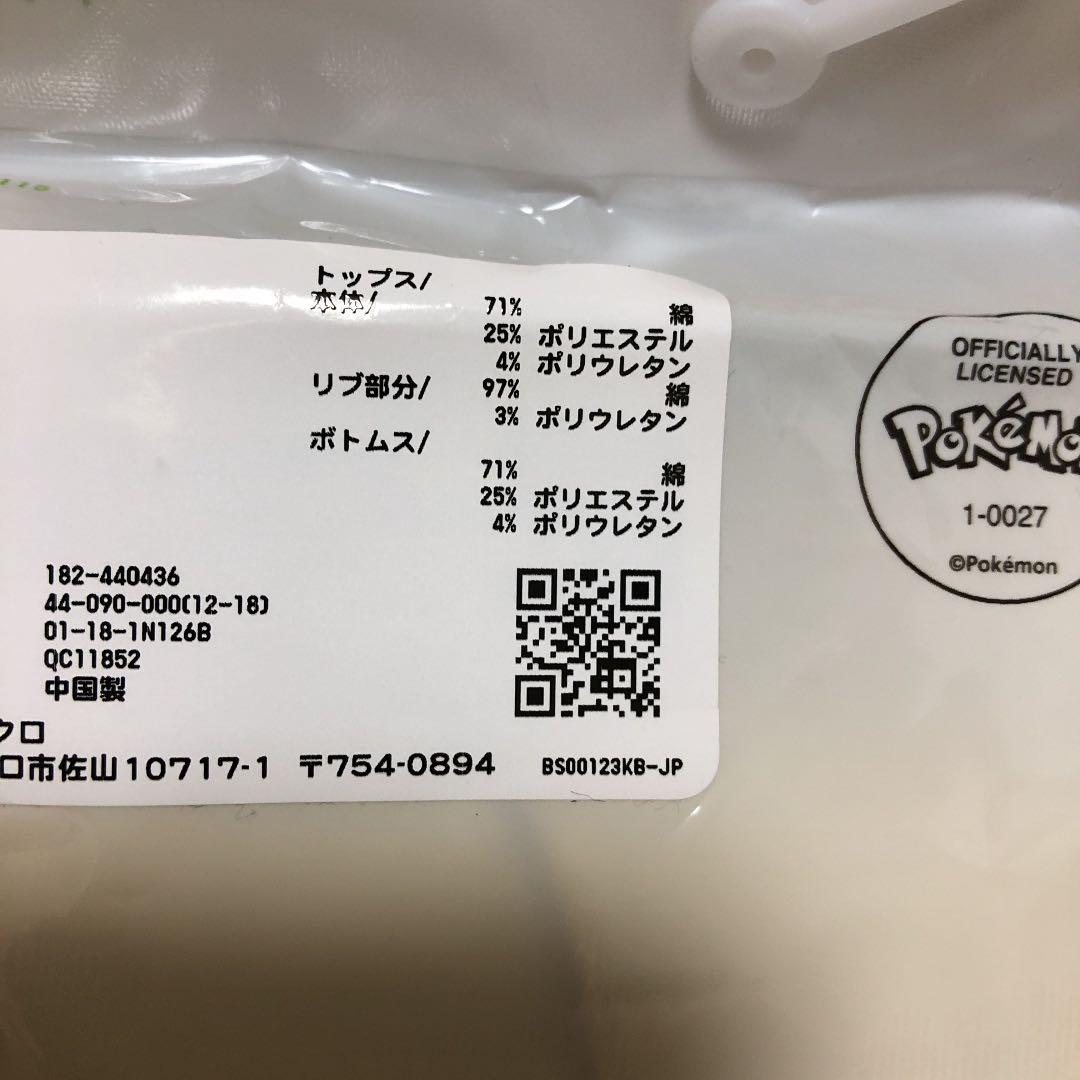 トップス/
本体/
71% 綿
25% ポリエステル
4% ポリウレタン
リブ部分/ 97% 綿
3% ポリウレタン
ボトムス/
71% 綿
25% ポリエステル
4% ポリウレタン
182-440436
44-090-000(12-18)
01-18-1N126B
QC11852
中国製
クロ
口市佐山10717-1 〒754-0894
BS00123KB-JP
OFFICIALLY
LICENSED
Pokémon
1-0027
©Pokémon